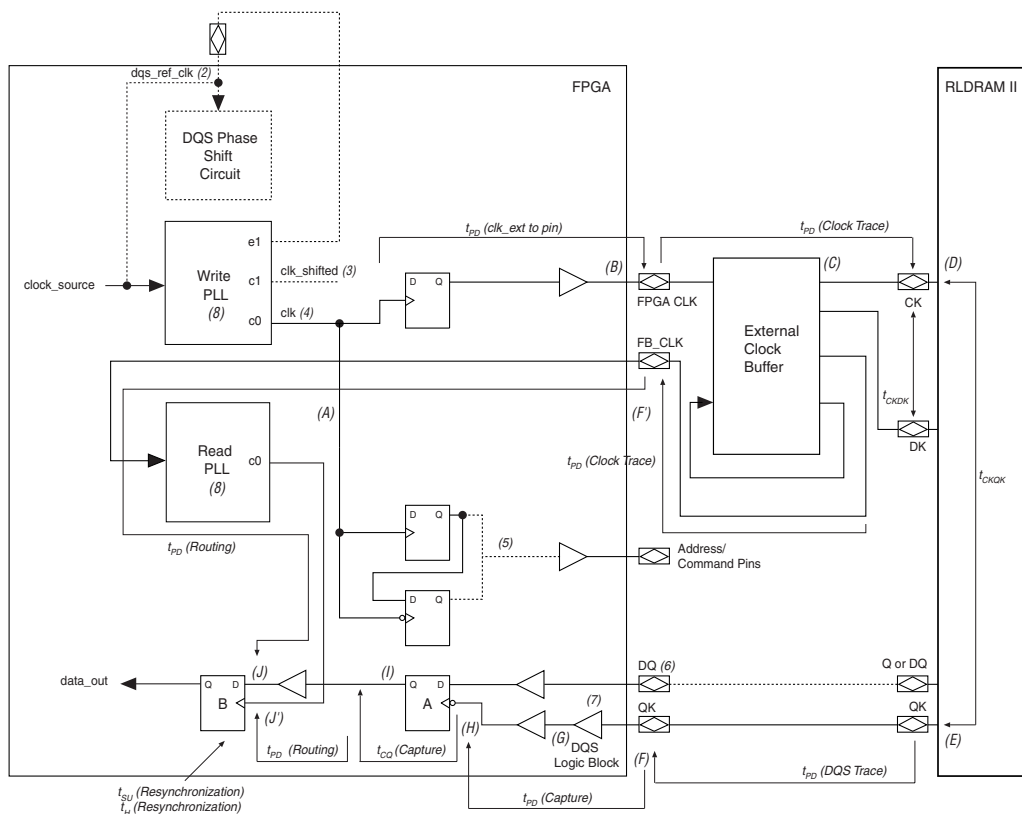 dqs_ref_clk (2)
FPGA
RLDRAM II
DQS Phase
Shift
Circuit
e1
t_PD (clk_ext to pin)
t_PD (Clock Trace)
Write
PLL
(8)
c1
clk_shifted (3)
c0
clk (4)
clock_source
D
Q
(B)
FPGA CLK
(C)
External
Clock
Buffer
CK
(D)
FB_CLK
(A)
(F')
t_CKDK
DK
Read
PLL
(8)
c0
t_PD (Clock Trace)
t_CKQK
D
Q
t_PD (Routing)
(5)
Address/
Command Pins
D
Q
data_out
Q
D
B
(J)
(J')
(I)
Q
D
A
(H)
DQ (6)
Q or DQ
(7)
QK
QK
(G)
DQS
Logic Block
(F)
(E)
t_PD (Routing)
t_CQ (Capture)
t_PD (DQS Trace)
t_PD (Capture)
t_SU (Resynchronization)
t_H (Resynchronization)